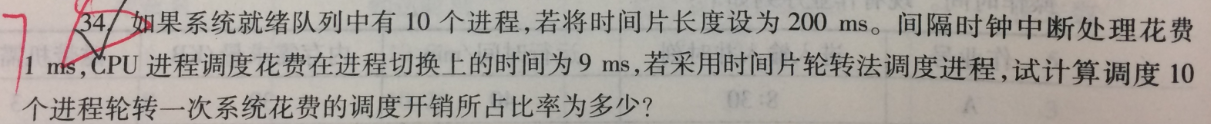 34. 如果系统就绪队列中有 10 个进程,若将时间片长度设为 200 ms。间隔时钟中断处理花费
1 ms,CPU 进程调度花费在进程切换上的时间为 9 ms,若采用时间片轮转法调度进程,试计算调度 10
个进程轮转一次系统花费的调度开销所占比率为多少?